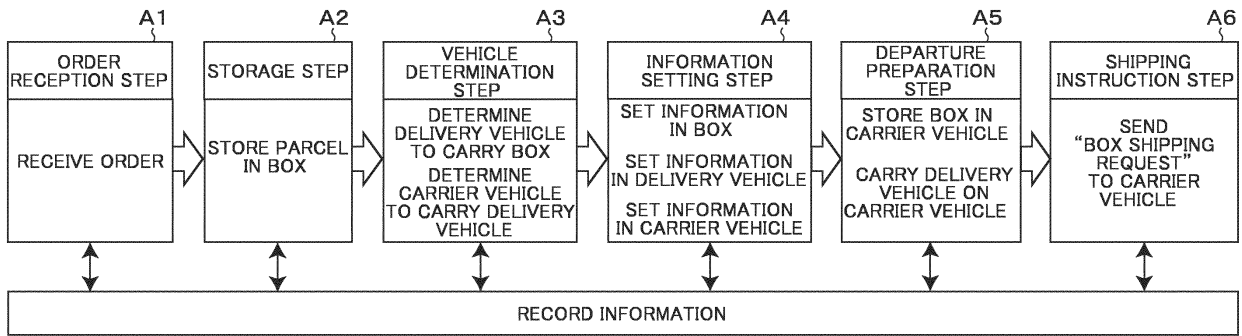 A1
ORDER
RECEPTION STEP
RECEIVE ORDER
A2
STORAGE STEP
STORE PARCEL
IN BOX
A3
VEHICLE
DETERMINATION
STEP
DETERMINE
DELIVERY VEHICLE
TO CARRY BOX
DETERMINE
CARRIER VEHICLE
TO CARRY DELIVERY
VEHICLE
A4
INFORMATION
SETTING STEP
SET INFORMATION
IN BOX
SET INFORMATION
IN DELIVERY VEHICLE
SET INFORMATION
IN CARRIER VEHICLE
A5
DEPARTURE
PREPARATION
STEP
STORE BOX IN
CARRIER VEHICLE
CARRY DELIVERY
VEHICLE ON
CARRIER VEHICLE
A6
SHIPPING
INSTRUCTION STEP
SEND
“BOX SHIPPING
REQUEST”
TO CARRIER
VEHICLE
RECORD INFORMATION